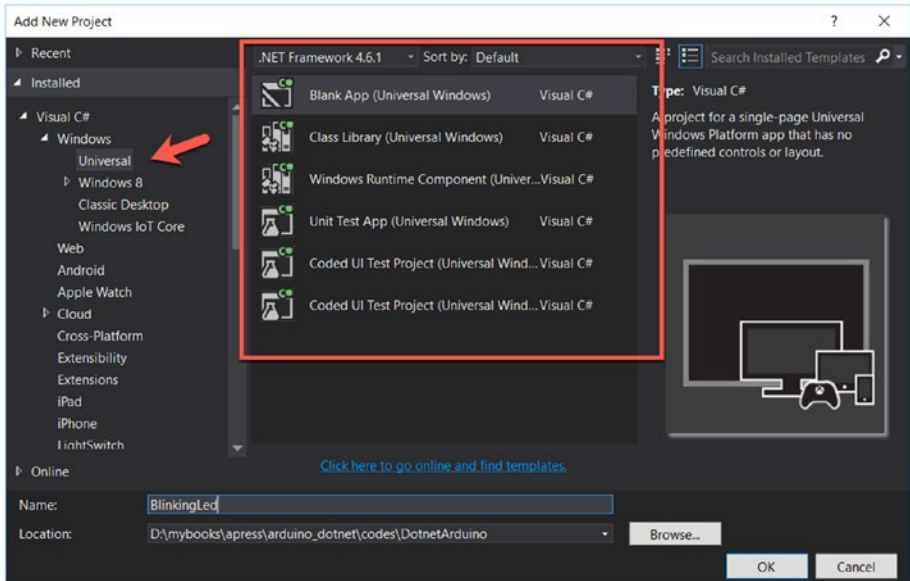 Add New Project
? ×
Recent
Installed
Visual C#
Windows
Universal
Windows 8
Classic Desktop
Windows IoT Core
Web
Android
Apple Watch
Cloud
Cross-Platform
Extensibility
Extensions
iPad
iPhone
LightSwitch
Online
.NET Framework 4.6.1 Sort by: Default
Search Installed Templates
Blank App (Universal Windows) Visual C#
Class Library (Universal Windows) Visual C#
Windows Runtime Component (Univer...Visual C#
Unit Test App (Universal Windows) Visual C#
Coded UI Test Project (Universal Wind...Visual C#
Coded UI Test Project (Universal Wind...Visual C#
Click here to go online and find templates.
Type: Visual C#
A project for a single-page Universal
Windows Platform app that has no
predefined controls or layout.
Name: BlinkingLed
Location: D:\mybooks\apress\arduino_dotnet\codes\DotnetArduino Browse...
OK Cancel